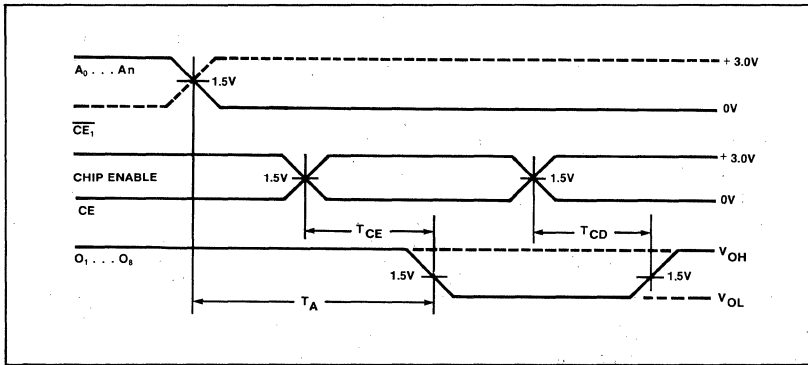 A₀ . . . An
1.5V
+ 3.0V
0V
C̅E̅₁̅
CHIP ENABLE
1.5V
1.5V
+ 3.0V
0V
CE
T_CE
T_CD
O₁ . . . O₈
1.5V
1.5V
V_OH
T_A
V_OL